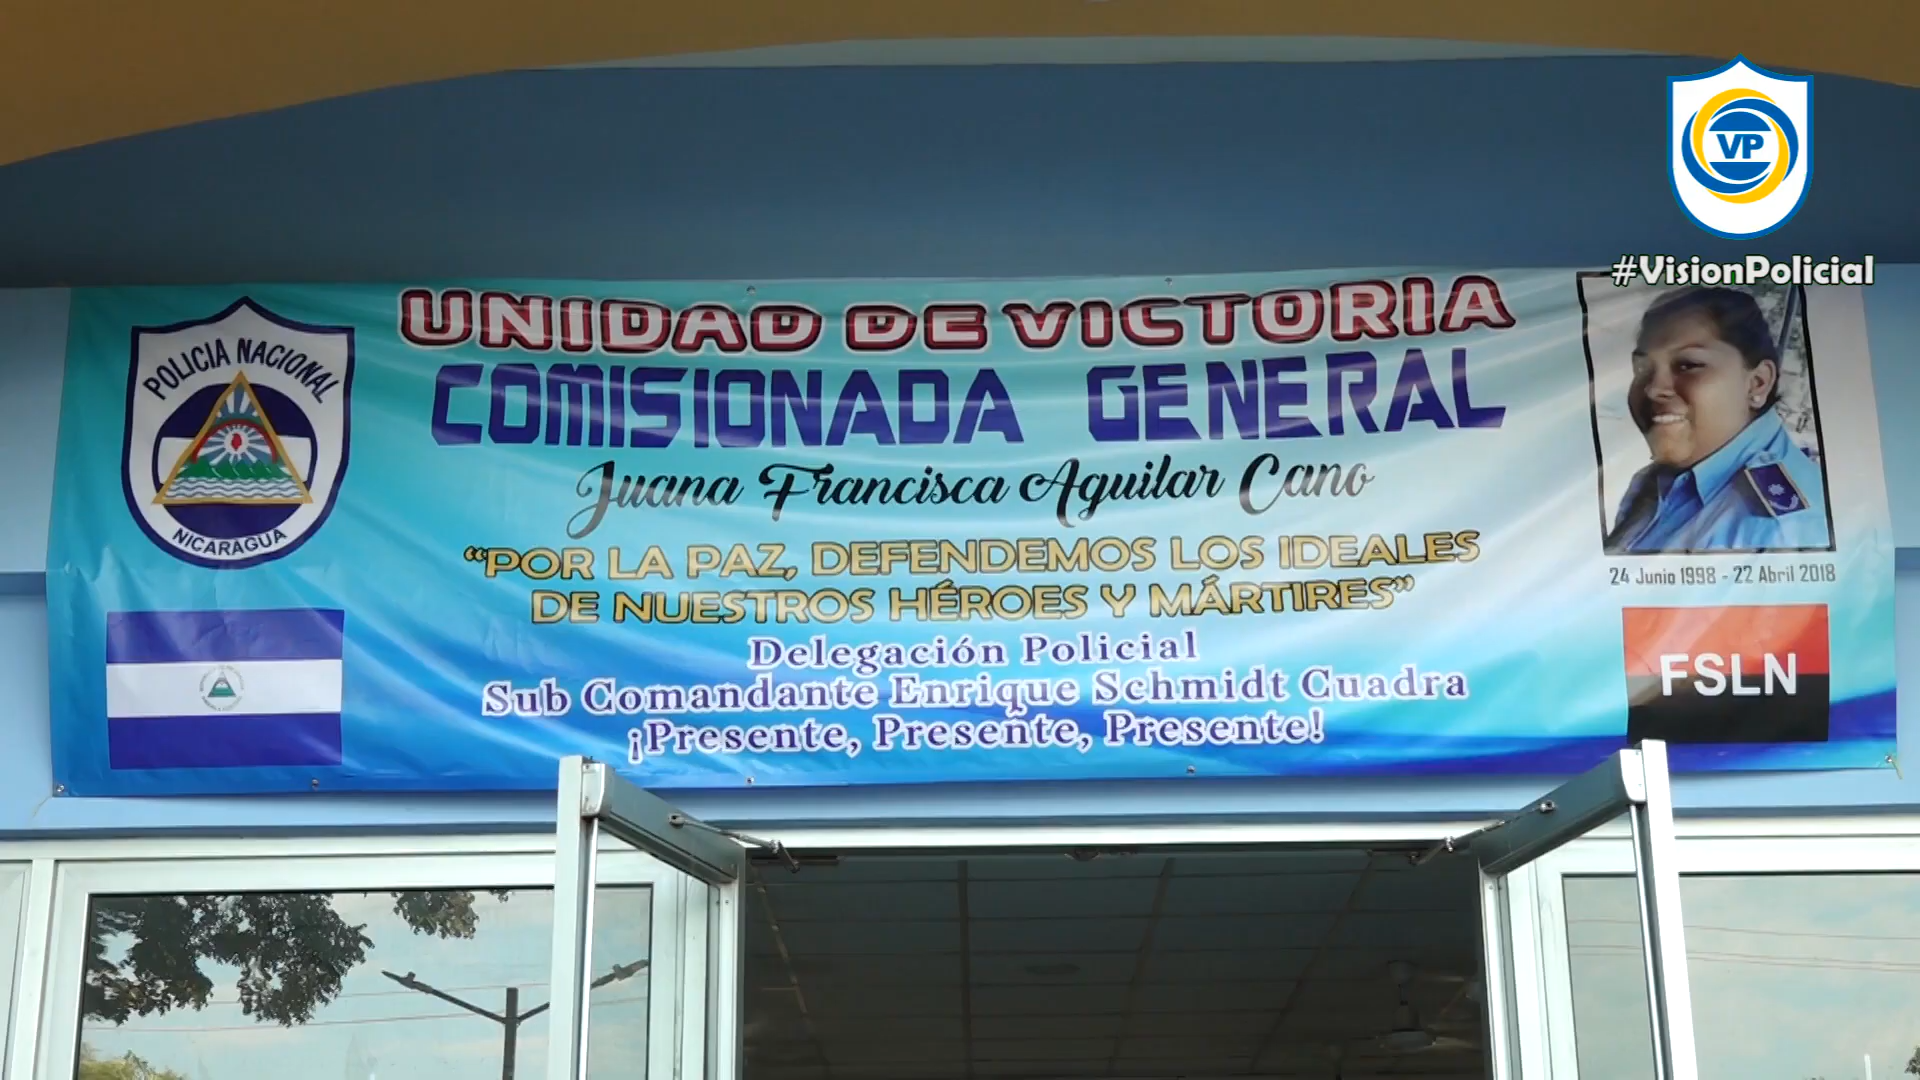 VP
#VisionPolicial
POLICIA NACIONAL
NICARAGUA
UNIDAD DE VICTORIA
COMISIONADA GENERAL
Juana Francisca Aguilar Cano
“POR LA PAZ, DEFENDEMOS LOS IDEALES
DE NUESTROS HÉROES Y MÁRTIRES”
Delegación Policial
Sub Comandante Enrique Schmidt Cuadra
¡Presente, Presente, Presente!
24 Junio 1998 - 22 Abril 2018
FSLN